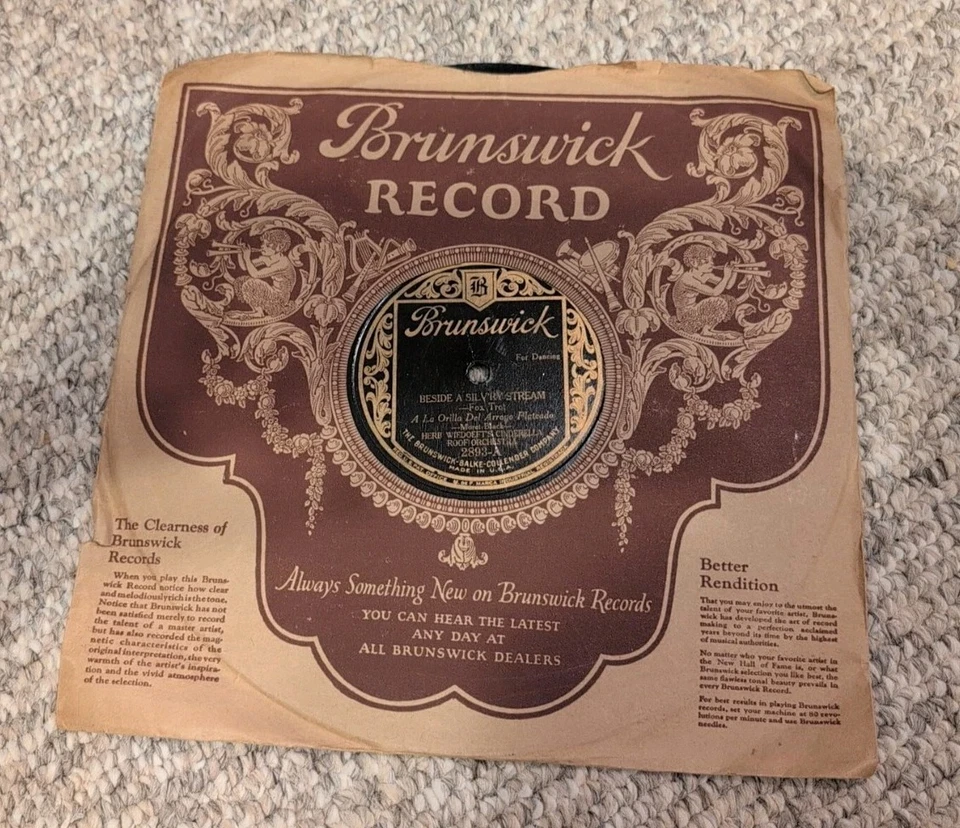 Brunswick
RECORD
B
Brunswick
For Dancing
BESIDE A SILV'RY STREAM
—Fox Trot
A La Orilla Del Arroyo Plateado
—Moret-Black—
HERB WIEDOEFT'S CINDERELLA
ROOF ORCHESTRA
2893-A
THE BRUNSWICK-BALKE-COLLENDER COMPANY
MADE IN U.S.A.
MARCA INDUSTRIAL REGISTRADA
Always Something New on Brunswick Records
YOU CAN HEAR THE LATEST
ANY DAY AT
ALL BRUNSWICK DEALERS
The Clearness of
Brunswick
Records
When you play this Bruns-
wick Record notice how clear
and melodiously rich is the tone.
Notice that Brunswick has not
been satisfied merely to record
the talent of a master artist,
but has also recorded the mag-
netic characteristics of the
original interpretation, the very
warmth of the artist's inspira-
tion and the vivid atmosphere
of the selection.
Better
Rendition
That you may enjoy to the utmost the
talent of your favorite artist, Bruns-
wick has developed the art of record
making to a perfection acclaimed
years beyond its time by the highest
of musical authorities.
No matter who your favorite artist in
the New Hall of Fame is, or what
Brunswick selection you like best, the
same flawless tonal beauty prevails in
every Brunswick Record.
For best results in playing Brunswick
records, set your machine at 80 revo-
lutions per minute and use Brunswick
needles.